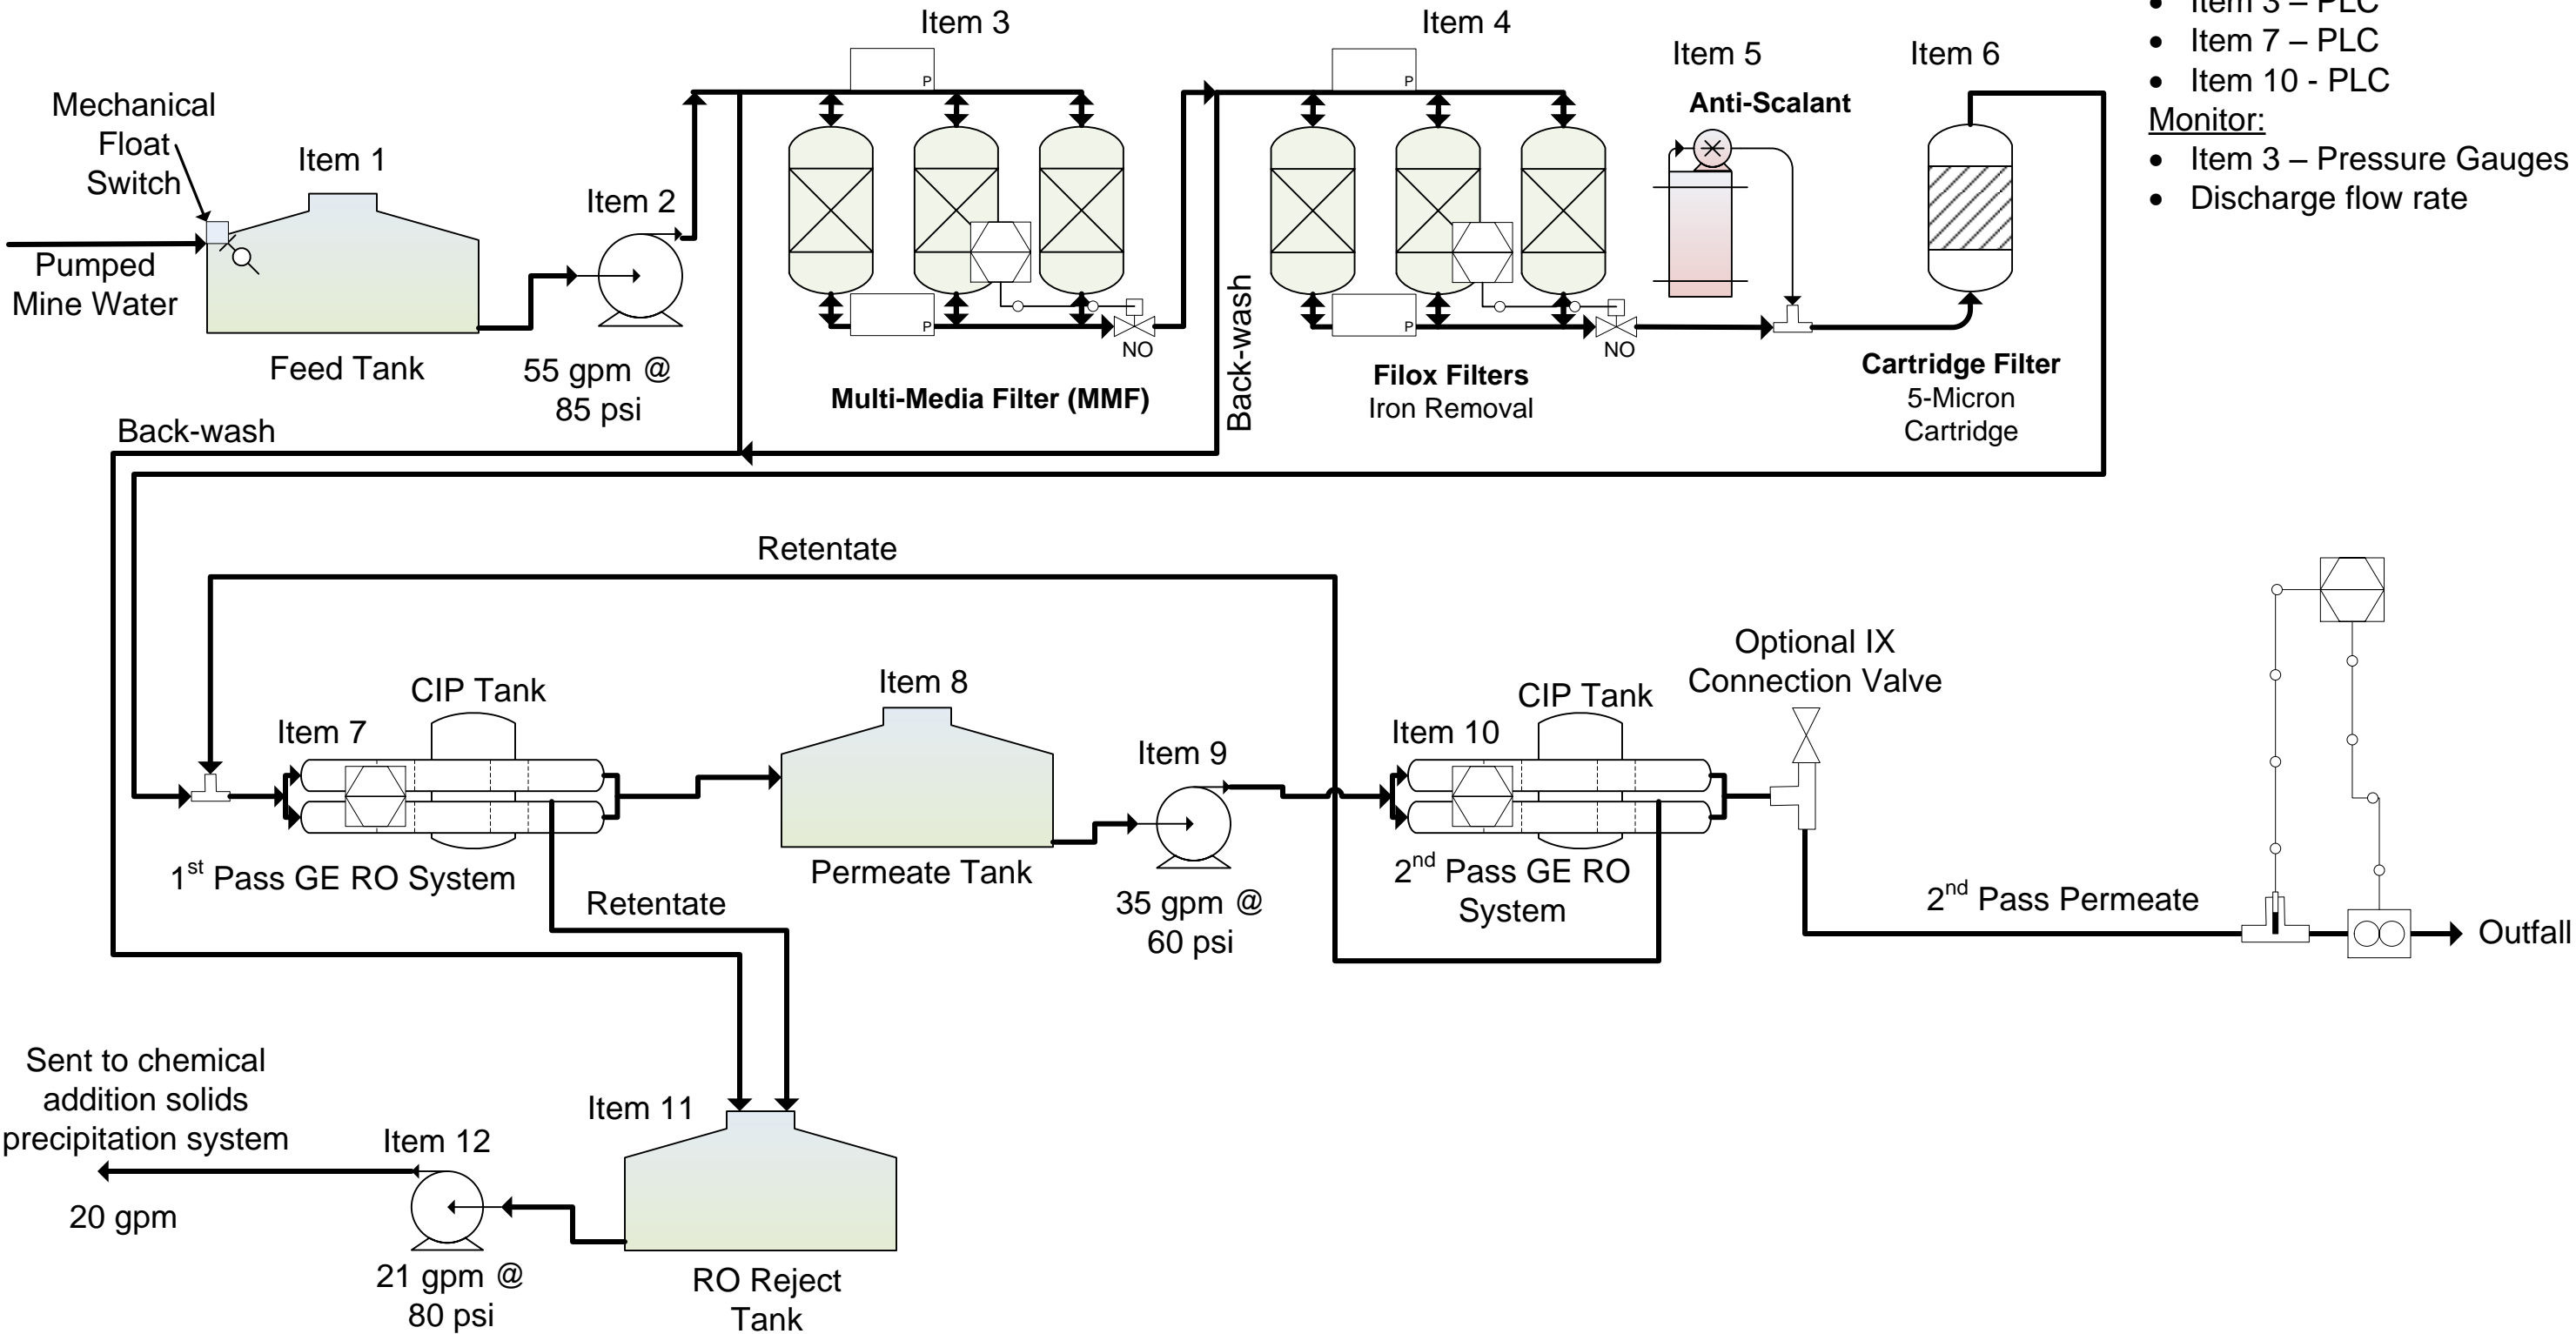 Item 3
Item 4
Item 5
Item 6
• Item 3 – PLC
• Item 7 – PLC
• Item 10 - PLC
Monitor:
• Item 3 – Pressure Gauges
• Discharge flow rate
Mechanical
Float
Switch
Item 1
Item 2
P
P
Anti-Scalant
Pumped
Mine Water
Feed Tank
55 gpm @
85 psi
P
NO
P
NO
Multi-Media Filter (MMF)
Back-wash
Filox Filters
Iron Removal
Cartridge Filter
5-Micron
Cartridge
Back-wash
Retentate
CIP Tank
Item 7
Item 8
Item 9
CIP Tank
Item 10
Optional IX
Connection Valve
1st Pass GE RO System
Permeate Tank
Retentate
35 gpm @
60 psi
2nd Pass GE RO
System
2nd Pass Permeate
Outfall
Sent to chemical
addition solids
precipitation system
Item 12
Item 11
20 gpm
21 gpm @
80 psi
RO Reject
Tank